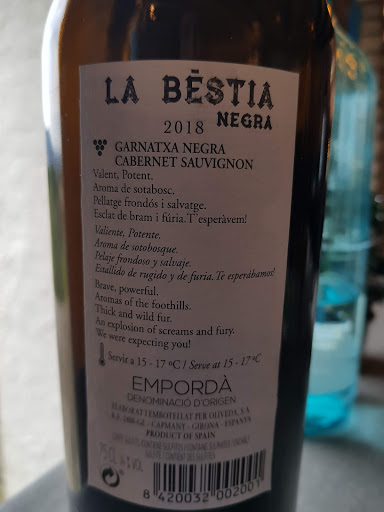 LA BÈSTIA
NEGRA
2018
GARNATXA NEGRA
CABERNET SAUVIGNON
Valent, Potent.
Aroma de sotabosc.
Pellatge frondós i salvatge.
Esclat de bram i fúria. T'esperàvem!
Valiente, Potente.
Aroma de sotobosque.
Pelaje frondoso y salvaje.
Estallido de rugido y de furia. Te esperábamos!
Brave, powerful.
Aromas of the foothills.
Thick and wild fur.
An explosion of screams and fury.
We were expecting you!
Servir a 15 - 17 ºC / Serve at 15 - 17 ºC
EMPORDÀ
DENOMINACIÓ D'ORIGEN
ELABORAT I EMBOTELLAT PER OLIVEDA, S.A.
CAPMANY - GIRONA - ESPANYA
PRODUCT OF SPAIN
8 420032 002001